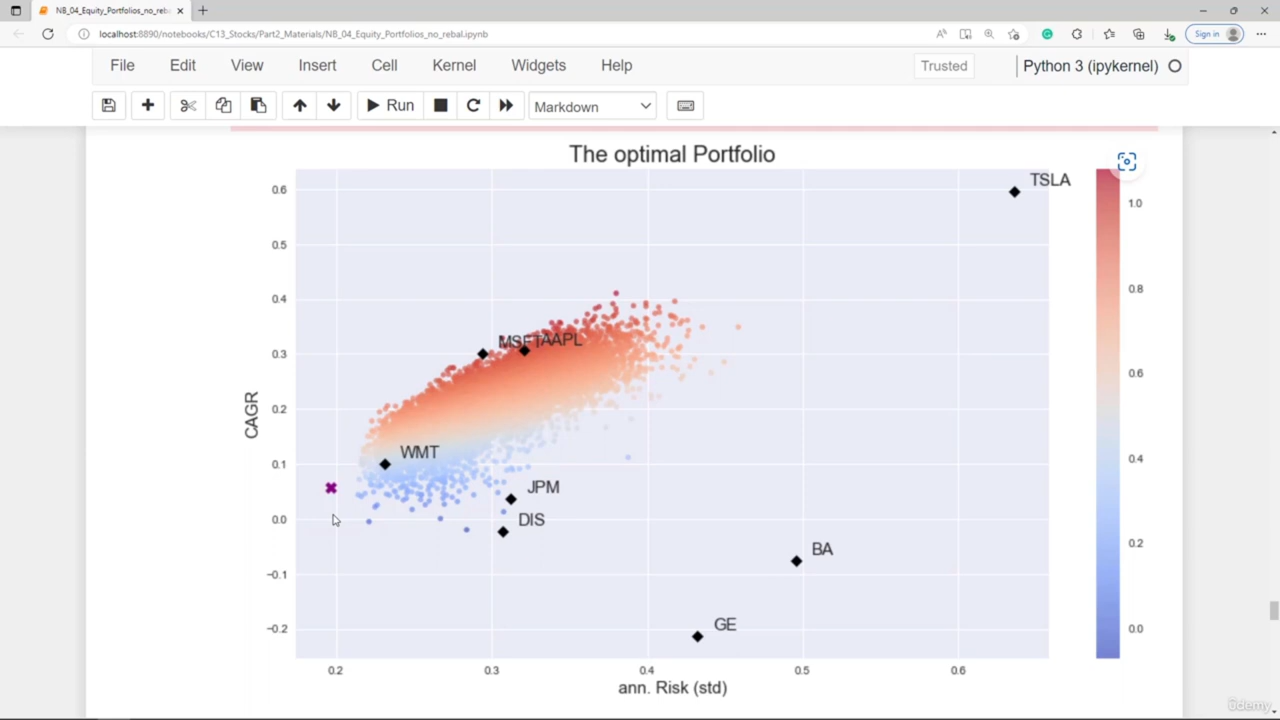 NB_04_Equity_Portfolios_no_reb
localhost:8890/notebooks/C13_Stocks/Part2_Materials/NB_04_Equity_Portfolios_no_rebal.ipynb
Sign in
File Edit View Insert Cell Kernel Widgets Help Trusted Python 3 (ipykernel)
Run Markdown
The optimal Portfolio
TSLA
0.6
0.5
0.4
0.3
0.2
0.1
0.0
−0.1
−0.2
CAGR
MSFT AAPL
WMT
JPM
DIS
BA
GE
1.0
0.8
0.6
0.4
0.2
0.0
0.2 0.3 0.4 0.5 0.6
ann. Risk (std)
ûdemy